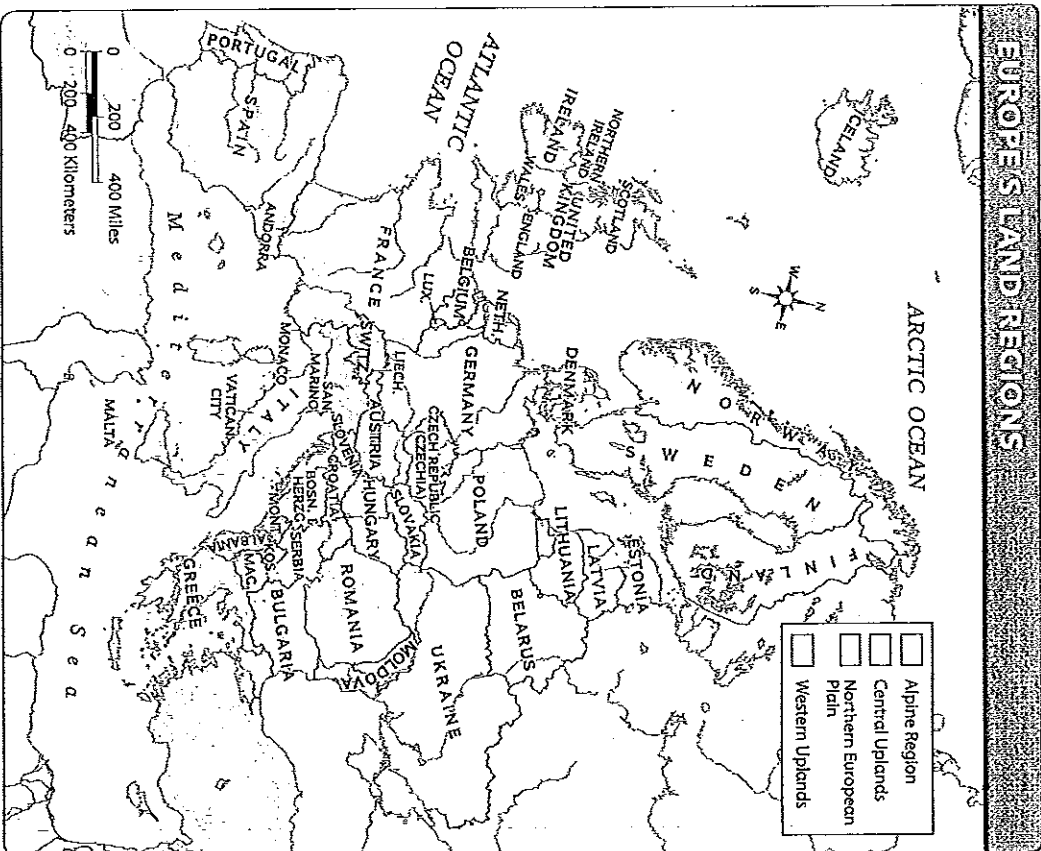 EUROPE'S LAND REGIONS
ARCTIC OCEAN
ICELAND
N
W
E
S
Alpine Region
Central Uplands
Northern European
Plain
Western Uplands
NORWAY
SWEDEN
FINLAND
SCOTLAND
NORTHERN
IRELAND
UNITED
KINGDOM
IRELAND
WALES
ENGLAND
ATLANTIC
OCEAN
DENMARK
ESTONIA
LATVIA
LITHUANIA
NETH.
BELGIUM
LUX.
GERMANY
POLAND
BELARUS
UKRAINE
CZECH REPUBLIC
(CZECHIA)
SLOVAKIA
LIECH.
AUSTRIA
HUNGARY
MOLDOVA
FRANCE
SWITZ.
SLOVENIA
CROATIA
ROMANIA
SAN
MARINO
BOSN. &
HERZG.
SERBIA
MONACO
ITALY
MONT.
KOS.
BULGARIA
ANDORRA
VATICAN
CITY
ALBANIA
MAC.
PORTUGAL
SPAIN
GREECE
MALTA
Mediterranean Sea
0 200 400 Miles
0 200 400 Kilometers